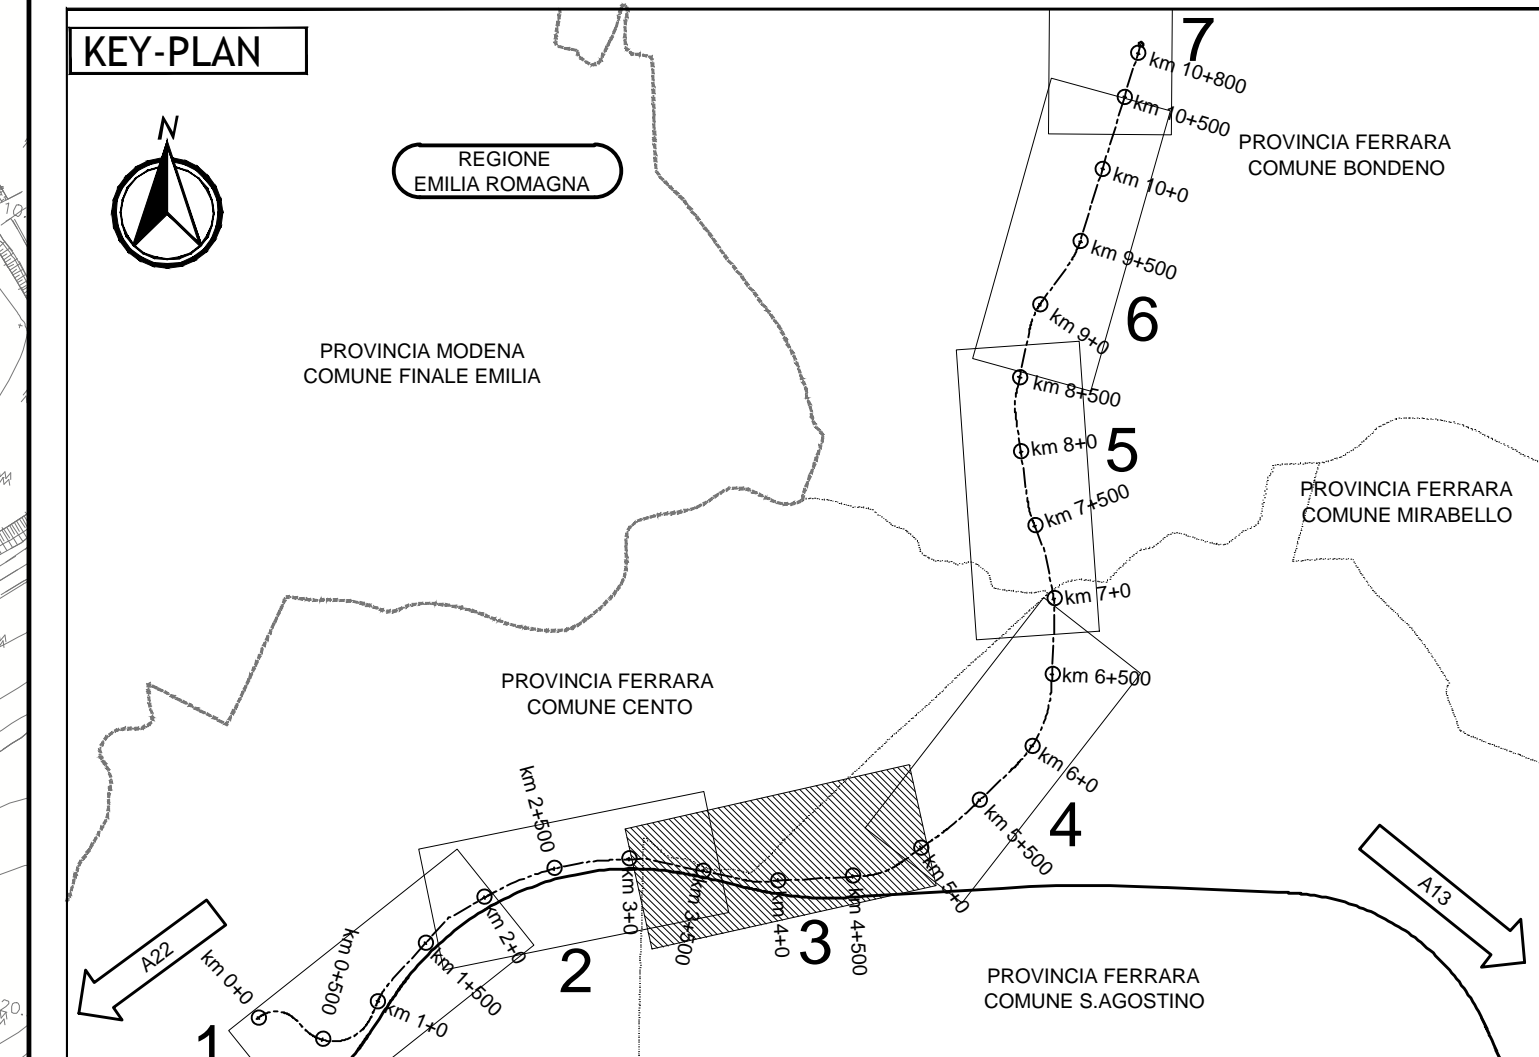 KEY-PLAN
N
REGIONE
EMILIA ROMAGNA
7
km 10+800
km 10+500
PROVINCIA FERRARA
COMUNE BONDENO
km 10+0
km 9+500
6
km 9+0
PROVINCIA MODENA
COMUNE FINALE EMILIA
km 8+500
5
km 8+0
km 7+500
PROVINCIA FERRARA
COMUNE MIRABELLO
km 7+0
km 6+500
PROVINCIA FERRARA
COMUNE CENTO
km 6+0
km 5+500
4
km 5+0
A13
km 2+500
km 3+0
km 3+500
km 4+0
km 4+500
3
km 2+0
2
km 1+500
km 1+0
km 0+500
km 0+0
A22
1
PROVINCIA FERRARA
COMUNE S.AGOSTINO
10.
20.